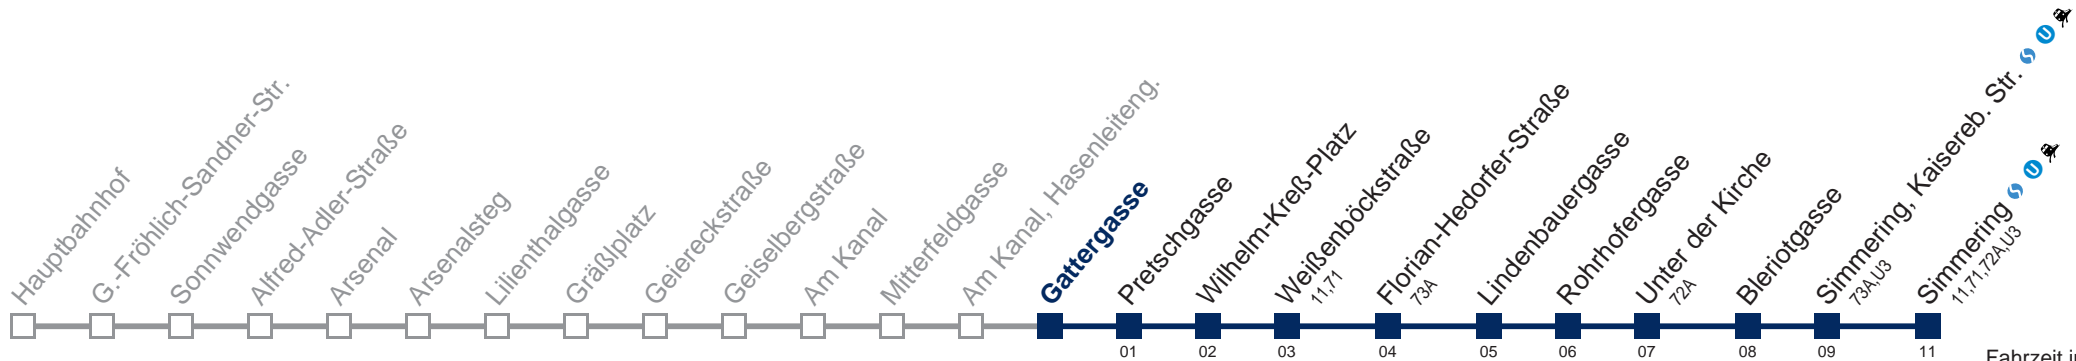 Hauptbahnhof
G.-Fröhlich-Sandner-Str.
Sonnwendgasse
Alfred-Adler-Straße
Arsenal
Arsenalsteg
Lilienthalgasse
Gräßlplatz
Geiereckstraße
Geiselbergstraße
Am Kanal
Mitterfeldgasse
Am Kanal, Hasenleiteng.
Gattergasse
Pretschgasse
01
Wilhelm-Kreß-Platz
02
Weißenböckstraße
11,71
03
Florian-Hedorfer-Straße
73A
04
Lindenbauergasse
05
Rohrhofergasse
06
Unter der Kirche
72A
07
Bleriotgasse
08
Simmering, Kaisereb. Str. S U
73A,U3
09
Simmering S U
11,71,72A,U3
11
Fahrzeit